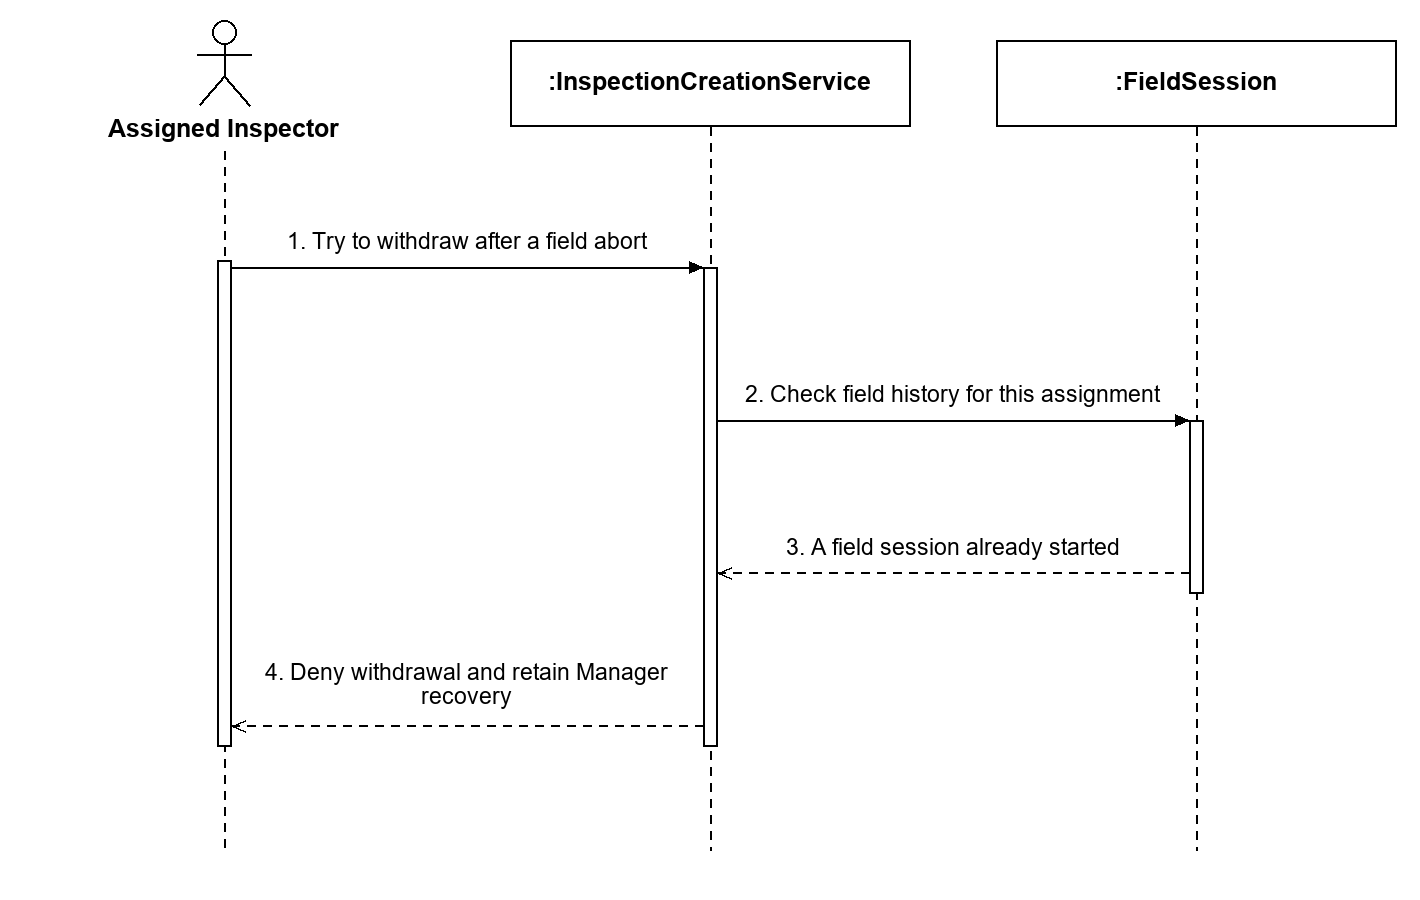 Assigned Inspector
:InspectionCreationService
:FieldSession
1. Try to withdraw after a field abort
2. Check field history for this assignment
3. A field session already started
4. Deny withdrawal and retain Manager
recovery